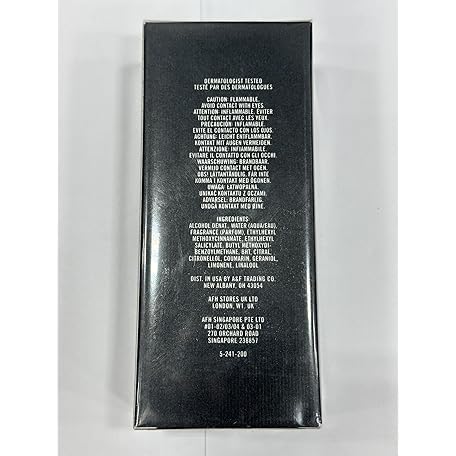 DERMATOLOGIST TESTED
TESTÉ PAR DES DERMATOLOGUES
CAUTION: FLAMMABLE.
AVOID CONTACT WITH EYES
ATTENTION: INFLAMMABLE. ÉVITER
TOUT CONTACT AVEC LES YEUX.
PRECAUCIÓN: INFLAMABLE.
EVITE EL CONTACTO CON LOS OJOS.
ACHTUNG: LEICHT ENTFLAMMBAR.
KONTAKT MIT AUGEN VERMEIDEN.
ATTENZIONE: INFIAMMABILE.
EVITARE IL CONTATTO CON GLI OCCHI.
WAARSCHUWING: BRANDBAAR.
VERMIJD CONTACT MET OGEN.
OBS! LÄTTANTÄNDLIG. FÅR INTE
KOMMA I KONTAKT MED ÖGONEN.
UWAGA: ŁATWOPALNA.
UNIKAĆ KONTAKTU Z OCZAMI.
ADVARSEL: BRANDFARLIG.
UNDGÅ KONTAKT MED ØJNE.
INGREDIENTS:
ALCOHOL DENAT., WATER (AQUA/EAU),
FRAGRANCE (PARFUM), ETHYLHEXYL
METHOXYCINNAMATE, ETHYLHEXYL
SALICYLATE, BUTYL METHOXYDI-
BENZOYLMETHANE, BHT, CITRAL,
CITRONELLOL, COUMARIN, GERANIOL,
LIMONENE, LINALOOL
DIST. IN USA BY A&F TRADING CO.
NEW ALBANY, OH 43054
AFH STORES UK LTD
LONDON, W1, UK
AFH SINGAPORE PTE LTD
#01-02/03/04 & 03-01
270 ORCHARD ROAD
SINGAPORE 238857
5-241-200